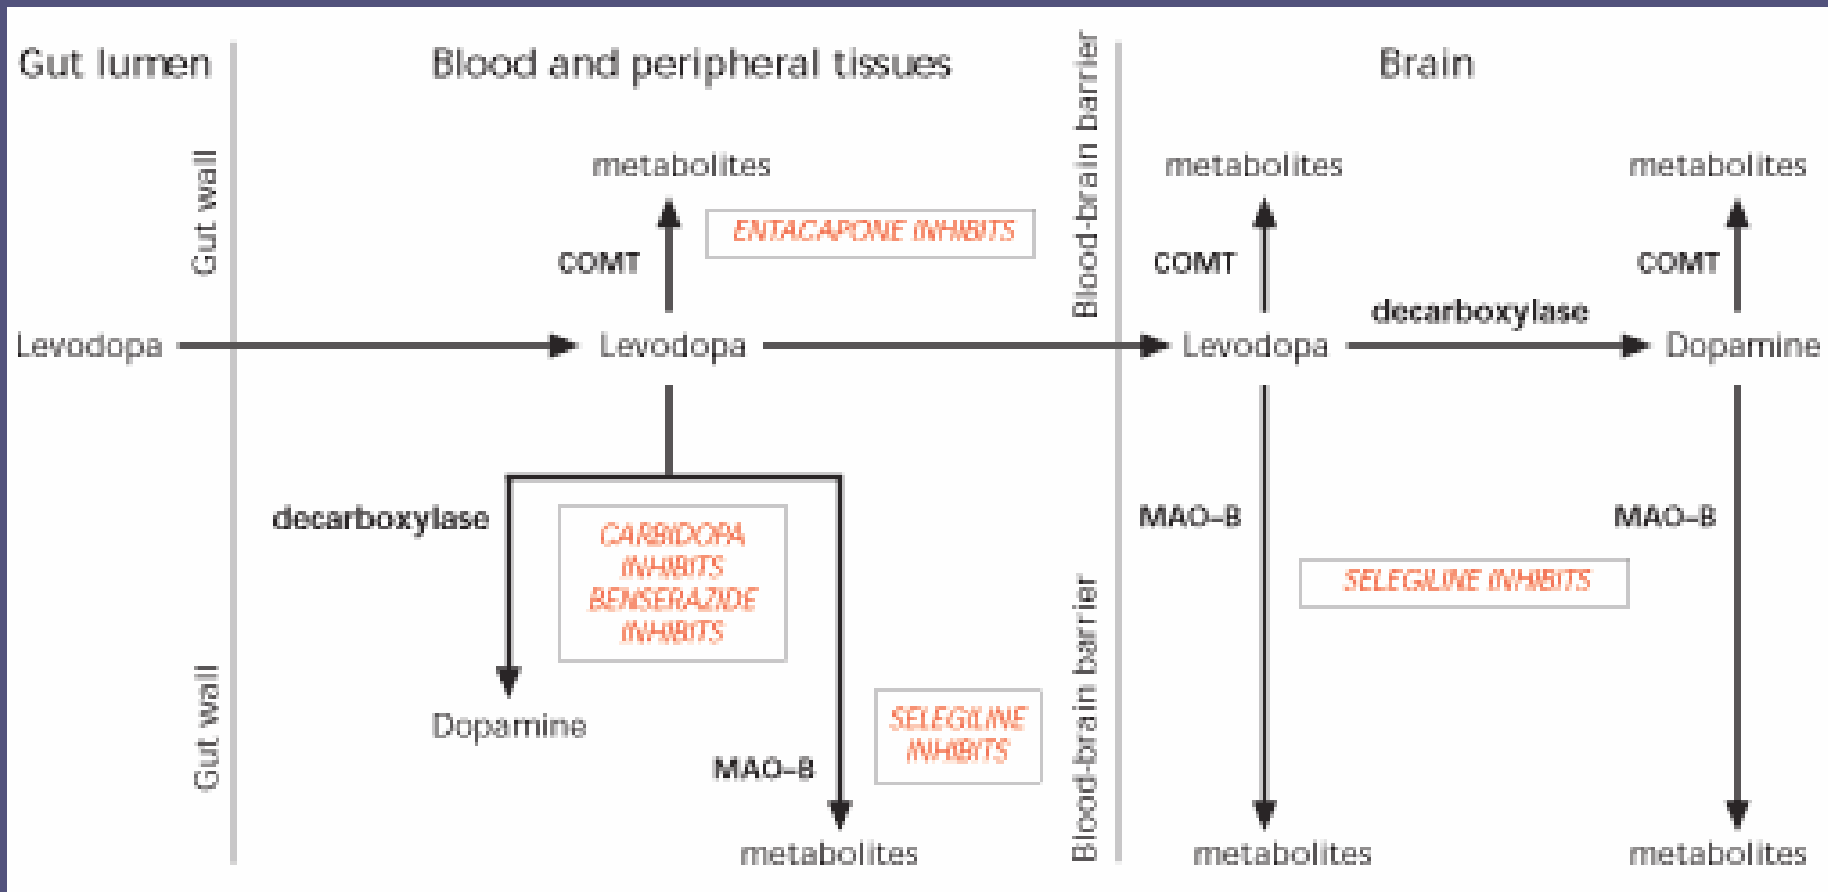 Gut lumen
Blood and peripheral tissues
Brain
Gut wall
Blood-brain barrier
metabolites
metabolites
metabolites
ENTACAPONE INHIBITS
COMT
COMT
COMT
decarboxylase
Levodopa
Levodopa
Levodopa
Dopamine
decarboxylase
CARBIDOPA
INHIBITS
BENSERAZIDE
INHIBITS
MAO-B
MAO-B
SELEGILINE INHIBITS
Gut wall
Blood-brain barrier
Dopamine
SELEGILINE
INHIBITS
MAO-B
metabolites
metabolites
metabolites